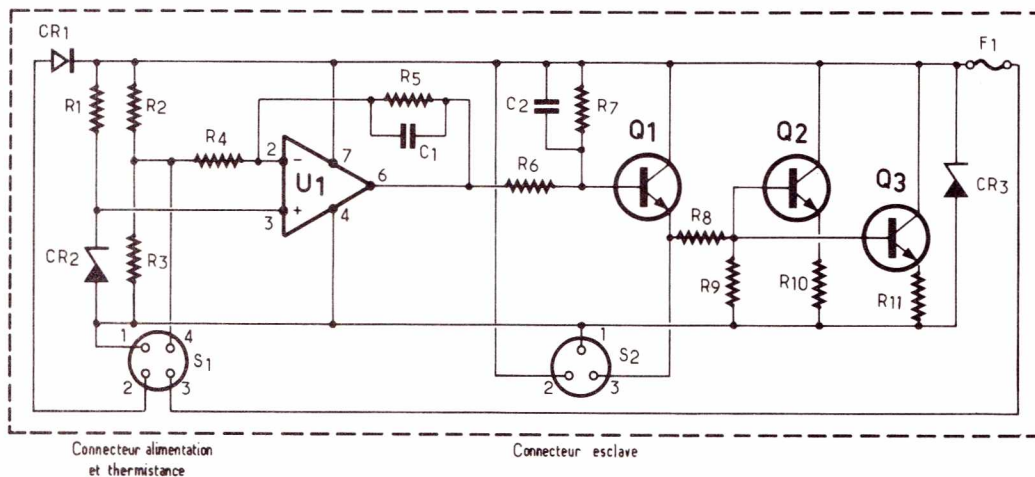 CR1
F1
R1
R2
R5
C1
C2
R7
Q1
Q2
Q3
R4
2
−
7
U1
6
3
+
4
R6
R8
CR3
CR2
R3
R9
R10
R11
1
4
S1
2
3
1
S2
2
3
Connecteur alimentation
et thermistance
Connecteur esclave